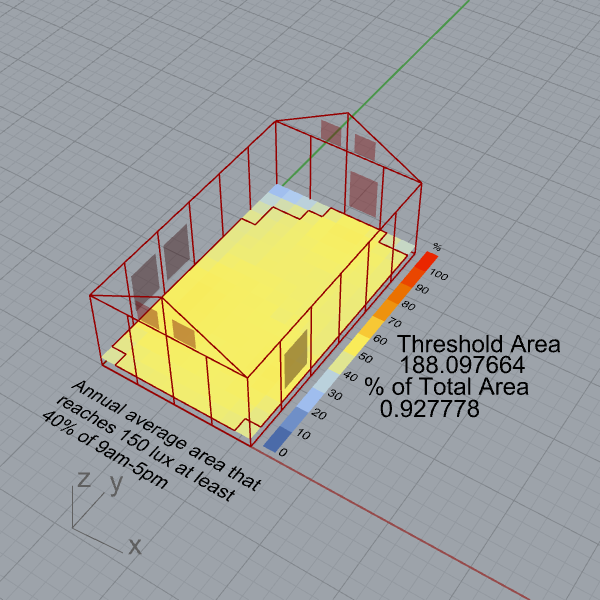 %
100
90
80
70
60
50
40
30
20
10
0
Threshold Area
188.097664
% of Total Area
0.927778
Annual average area that
reaches 150 lux at least
40% of 9am-5pm
z
y
x